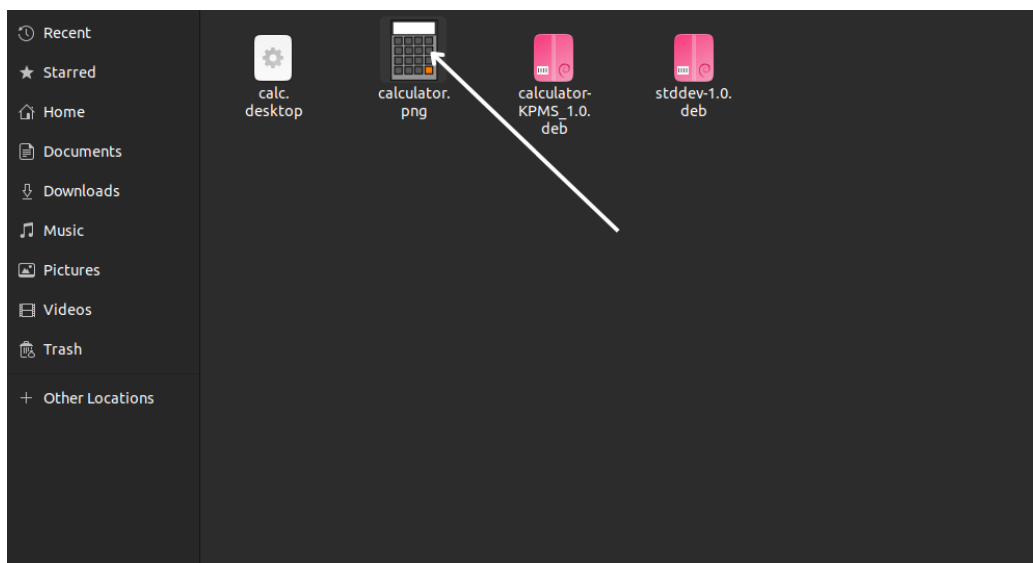 Recent
Starred
Home
Documents
Downloads
Music
Pictures
Videos
Trash
Other Locations
calc.
desktop
calculator.
png
calculator-
KPMS_1.0.
deb
stddev-1.0.
deb